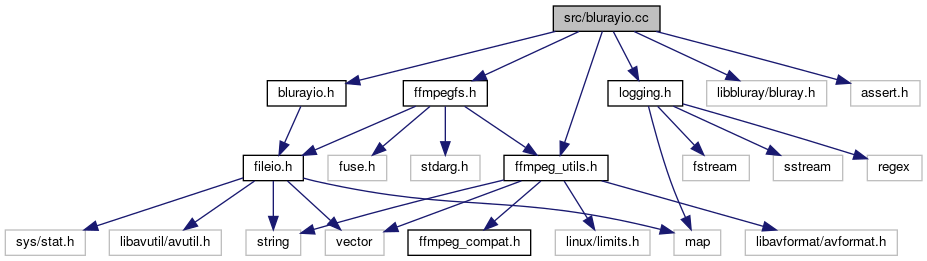 src/blurayio.cc
blurayio.h
ffmpegfs.h
logging.h
libbluray/bluray.h
assert.h
fileio.h
fuse.h
stdarg.h
ffmpeg_utils.h
fstream
sstream
regex
sys/stat.h
libavutil/avutil.h
string
vector
ffmpeg_compat.h
linux/limits.h
map
libavformat/avformat.h